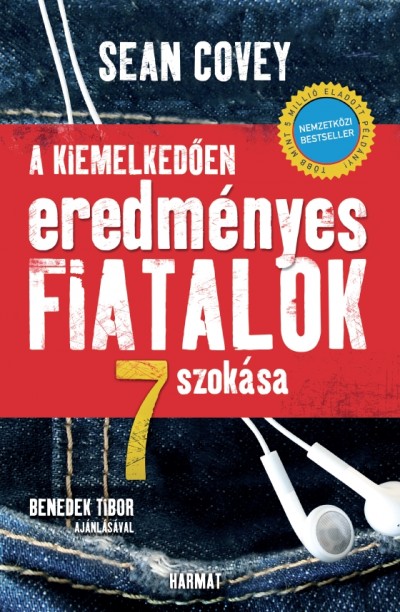 SEAN COVEY
TÖBB MINT 5 MILLIÓ ELADOTT PÉLDÁNY!
NEMZETKÖZI
BESTSELLER
A KIEMELKEDŐEN
eredményes
FIATALOK
7 szokása
BENEDEK TIBOR
AJÁNLÁSÁVAL
HARMAT